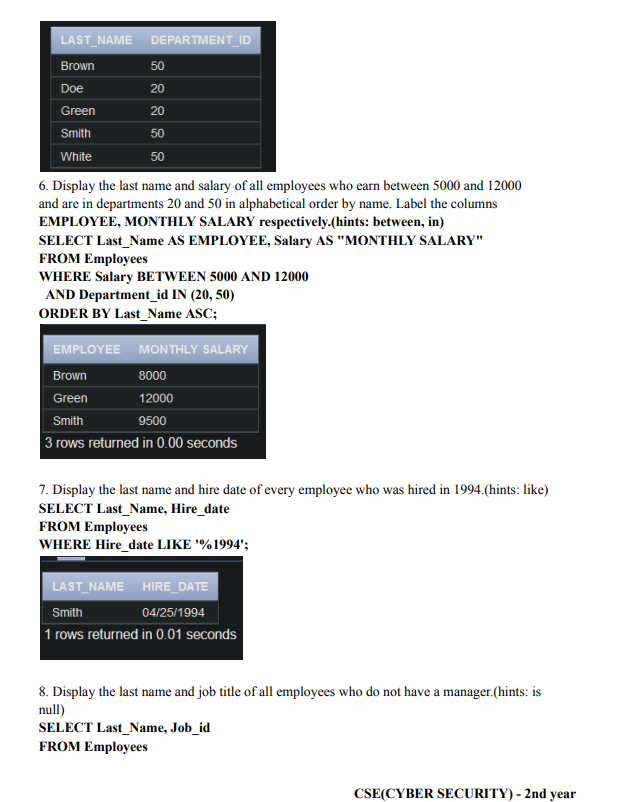 LAST_NAME DEPARTMENT_ID
Brown 50
Doe 20
Green 20
Smith 50
White 50
6. Display the last name and salary of all employees who earn between 5000 and 12000
and are in departments 20 and 50 in alphabetical order by name. Label the columns
EMPLOYEE, MONTHLY SALARY respectively.(hints: between, in)
SELECT Last_Name AS EMPLOYEE, Salary AS "MONTHLY SALARY"
FROM Employees
WHERE Salary BETWEEN 5000 AND 12000
AND Department_id IN (20, 50)
ORDER BY Last_Name ASC;
EMPLOYEE MONTHLY SALARY
Brown 8000
Green 12000
Smith 9500
3 rows returned in 0.00 seconds
7. Display the last name and hire date of every employee who was hired in 1994.(hints: like)
SELECT Last_Name, Hire_date
FROM Employees
WHERE Hire_date LIKE '%1994';
LAST_NAME HIRE_DATE
Smith 04/25/1994
1 rows returned in 0.01 seconds
8. Display the last name and job title of all employees who do not have a manager.(hints: is
null)
SELECT Last_Name, Job_id
FROM Employees
CSE(CYBER SECURITY) - 2nd year